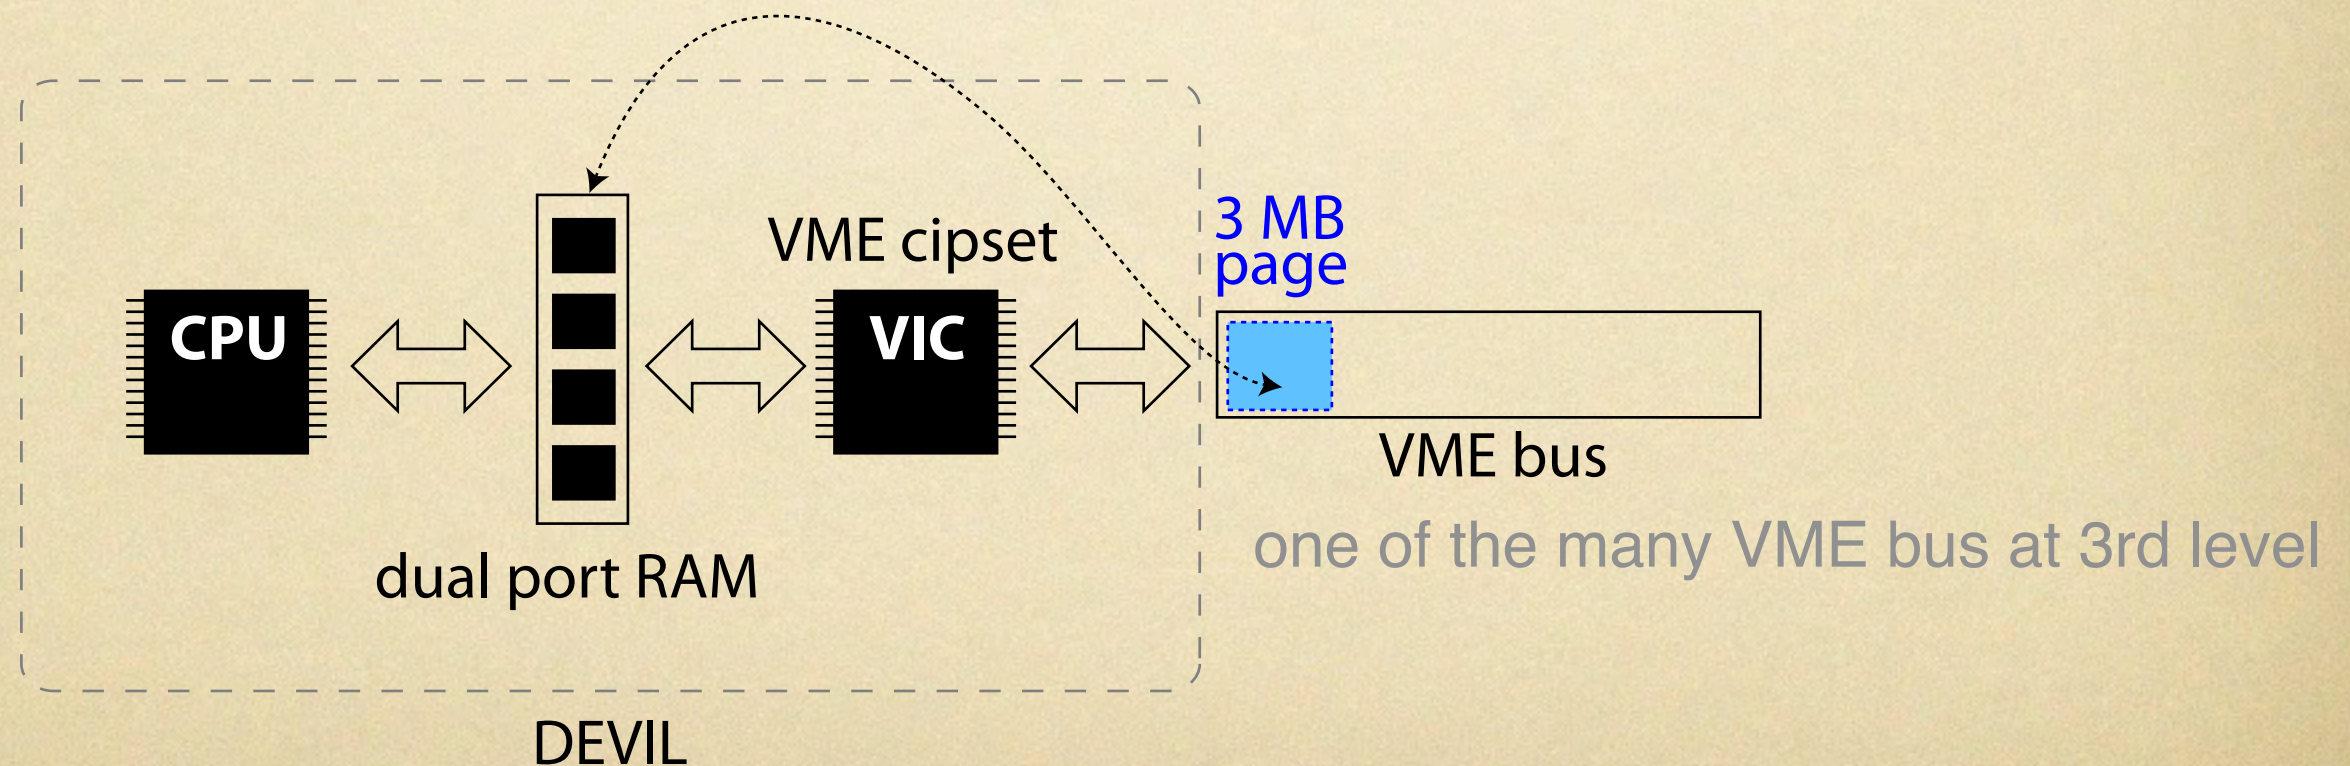 3 MB
page
VME cipset
CPU
VIC
VME bus
one of the many VME bus at 3rd level
dual port RAM
DEVIL